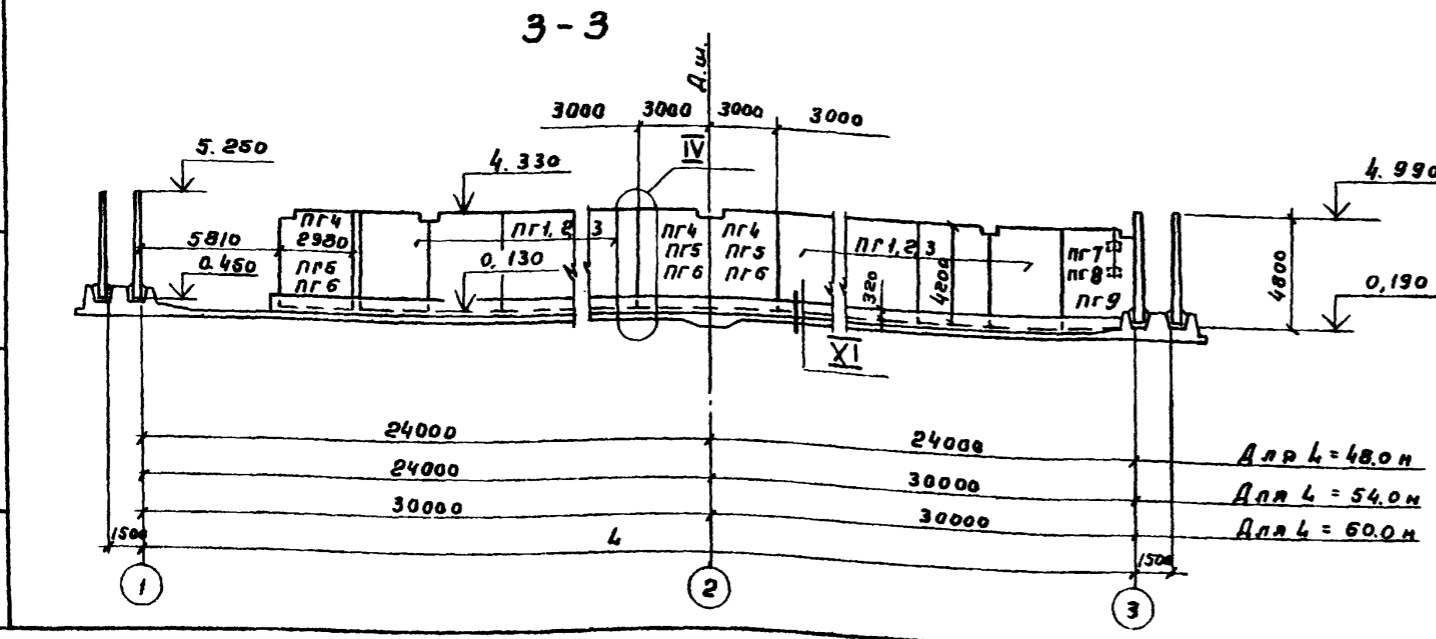 3-3
Д.ш.
3000 3000 3000 3000
IV
5.250
4.330
4.990
5810
пг4
2980
пг5
пг6
0.450
пг1,2,3
0.130
пг4
пг5
пг6
пг4
пг5
пг6
пг1,2,3
320
4200
пг7
пг8
пг9
4800
0,190
XI
24000 24000 Для L = 48.0 м
24000 30000 Для L = 54.0 м
30000 30000 Для L = 60.0 м
1500 L 1500
1 2 3